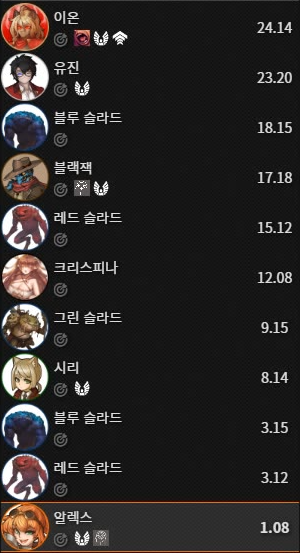 이온 24.14
유진 23.20
블루 슬라드 18.15
블랙잭 17.18
레드 슬라드 15.12
크리스피나 12.08
그린 슬라드 9.15
시리 8.14
블루 슬라드 3.15
레드 슬라드 3.12
알렉스 1.08